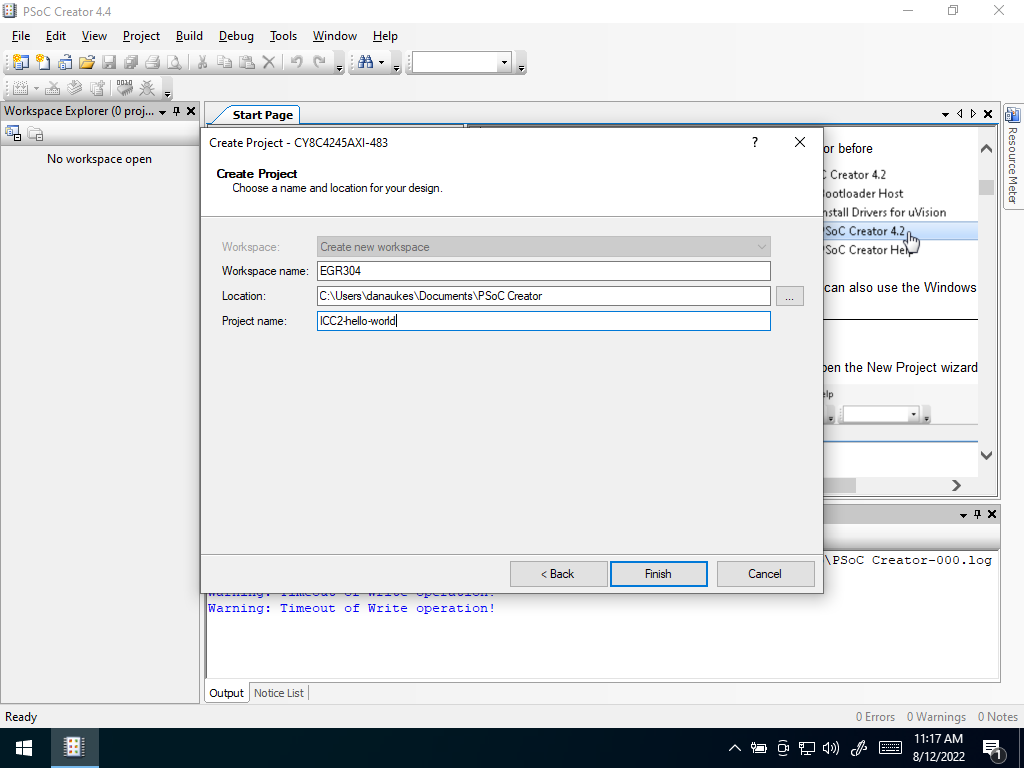 PSoC Creator 4.4
File Edit View Project Build Debug Tools Window Help
Workspace Explorer (0 proj...
Start Page
No workspace open
Create Project - CY8C4245AXI-483
?
Create Project
Choose a name and location for your design.
Workspace:
Create new workspace
Workspace name:
EGR304
Location:
C:\Users\danaukes\Documents\PSoC Creator
...
Project name:
ICC2-hello-world
< Back
Finish
Cancel
or before
Creator 4.2
Bootloader Host
Install Drivers for uVision
PSoC Creator 4.2
PSoC Creator
can also use the Windows
the New Project wizard
Resource Meter
\PSoC Creator-000.log
Warning: Timeout of Write operation!
Warning: Timeout of Write operation!
Output
Notice List
Ready
0 Errors
0 Warnings
0 Notes
11:17 AM
8/12/2022
1